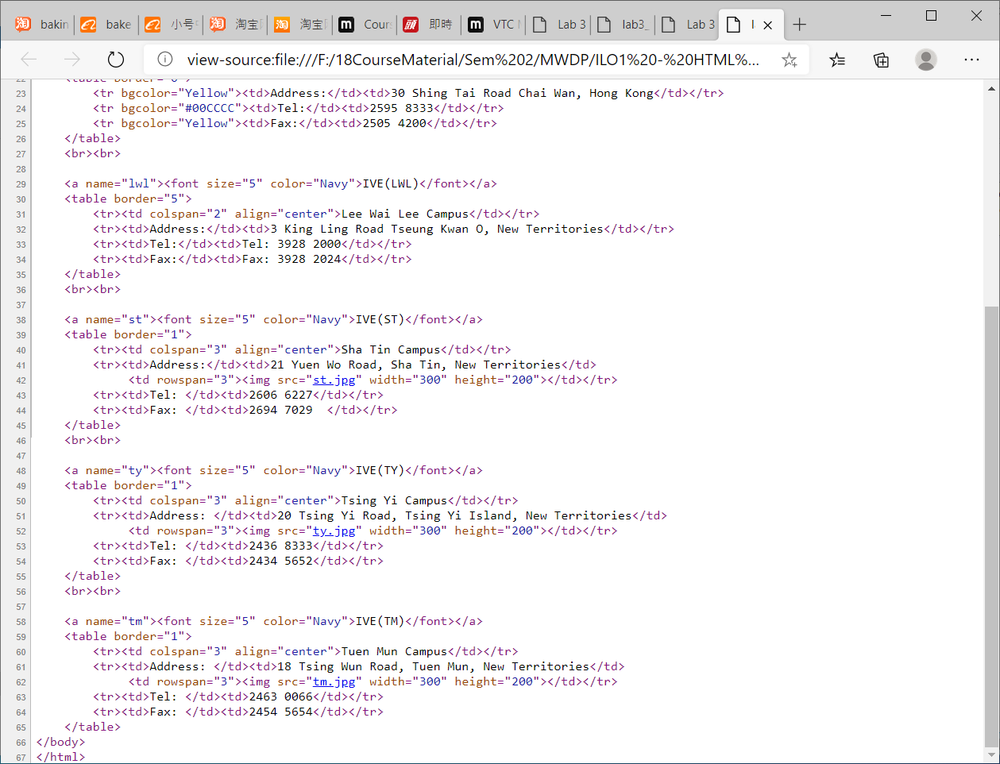 bakin
bake
小号
淘宝
淘宝
Cour
即時
VTC
Lab 3
lab3_
Lab 3
view-source:file:///F:/18CourseMaterial/Sem%202/MWDP/ILO1%20-%20HTML%...
22 <table border="0">
23 <tr bgcolor="Yellow"><td>Address:</td><td>30 Shing Tai Road Chai Wan, Hong Kong</td></tr>
24 <tr bgcolor="#00CCCC"><td>Tel:</td><td>2595 8333</td></tr>
25 <tr bgcolor="Yellow"><td>Fax:</td><td>2505 4200</td></tr>
26 </table>
27 <br><br>
28
29 <a name="lwl"><font size="5" color="Navy">IVE(LWL)</font></a>
30 <table border="5">
31 <tr><td colspan="2" align="center">Lee Wai Lee Campus</td></tr>
32 <tr><td>Address:</td><td>3 King Ling Road Tseung Kwan O, New Territories</td></tr>
33 <tr><td>Tel:</td><td>Tel: 3928 2000</td></tr>
34 <tr><td>Fax:</td><td>Fax: 3928 2024</td></tr>
35 </table>
36 <br><br>
37
38 <a name="st"><font size="5" color="Navy">IVE(ST)</font></a>
39 <table border="1">
40 <tr><td colspan="3" align="center">Sha Tin Campus</td></tr>
41 <tr><td>Address:</td><td>21 Yuen Wo Road, Sha Tin, New Territories</td>
42 <td rowspan="3"><img src="st.jpg" width="300" height="200"></td></tr>
43 <tr><td>Tel: </td><td>2606 6227</td></tr>
44 <tr><td>Fax: </td><td>2694 7029  </td></tr>
45 </table>
46 <br><br>
47
48 <a name="ty"><font size="5" color="Navy">IVE(TY)</font></a>
49 <table border="1">
50 <tr><td colspan="3" align="center">Tsing Yi Campus</td></tr>
51 <tr><td>Address: </td><td>20 Tsing Yi Road, Tsing Yi Island, New Territories</td>
52 <td rowspan="3"><img src="ty.jpg" width="300" height="200"></td></tr>
53 <tr><td>Tel: </td><td>2436 8333</td></tr>
54 <tr><td>Fax: </td><td>2434 5652</td></tr>
55 </table>
56 <br><br>
57
58 <a name="tm"><font size="5" color="Navy">IVE(TM)</font></a>
59 <table border="1">
60 <tr><td colspan="3" align="center">Tuen Mun Campus</td></tr>
61 <tr><td>Address: </td><td>18 Tsing Wun Road, Tuen Mun, New Territories</td>
62 <td rowspan="3"><img src="tm.jpg" width="300" height="200"></td></tr>
63 <tr><td>Tel: </td><td>2463 0066</td></tr>
64 <tr><td>Fax: </td><td>2454 5654</td></tr>
65 </table>
66 </body>
67 </html>